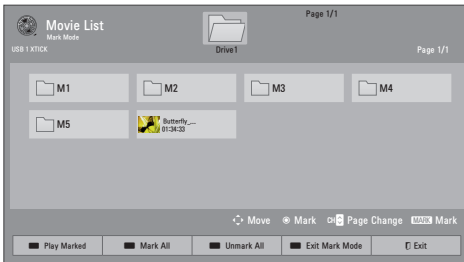 Movie List
Mark Mode
USB 1 XTICK
Drive1
Page 1/1
Page 1/1
M1
M2
M3
M4
M5
Butterfly_...
01:34:33
Move
Mark
CH Page Change
MARK Mark
Play Marked
Mark All
Unmark All
Exit Mark Mode
Exit